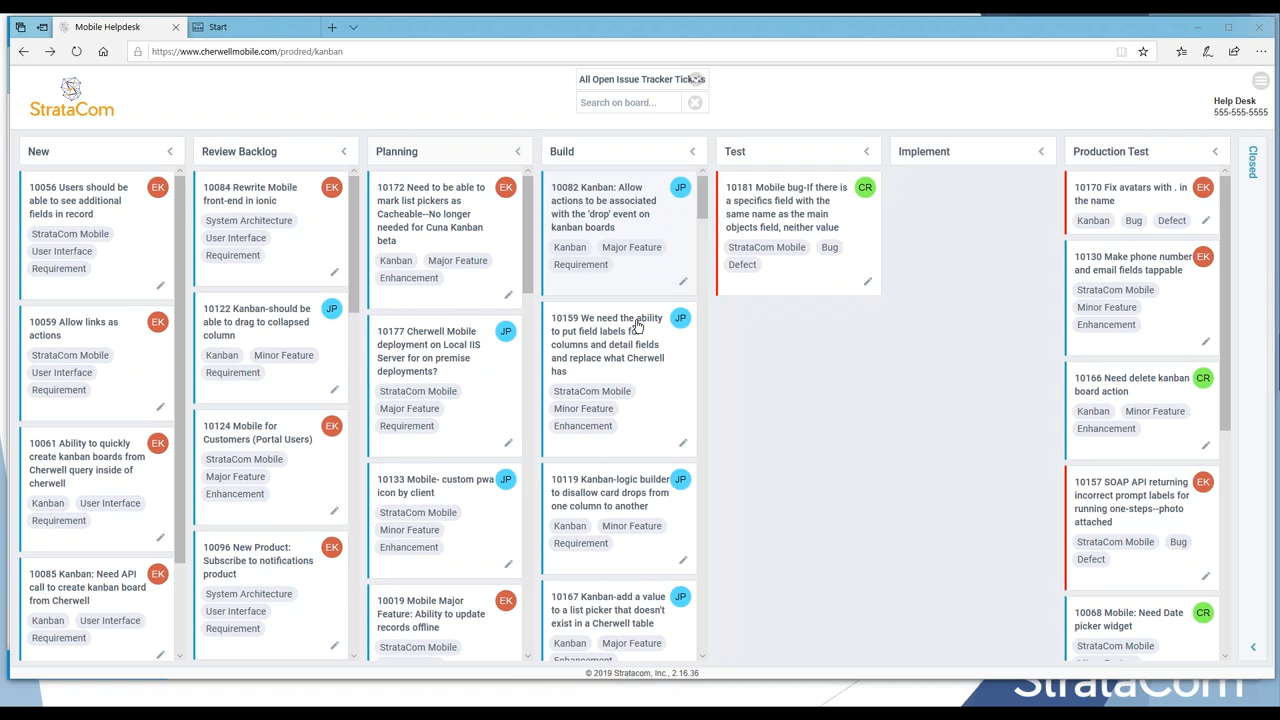 Mobile Helpdesk
Start
https://www.cherwellmobile.com/prodred/kanban
StrataCom
All Open Issue Tracker Tickets
Search on board...
Help Desk
555-555-5555
New
10056 Users should be
able to see additional
fields in record
EK
StrataCom Mobile
User Interface
Requirement
10059 Allow links as
actions
EK
StrataCom Mobile
User Interface
Requirement
10061 Ability to quickly
create kanban boards from
Cherwell query inside of
cherwell
EK
Kanban User Interface
Requirement
10085 Kanban: Need API
call to create kanban board
from Cherwell
EK
Kanban User Interface
Requirement
Review Backlog
10084 Rewrite Mobile
front-end in ionic
EK
System Architecture
User Interface
Requirement
10122 Kanban-should be
able to drag to collapsed
column
JP
Kanban Minor Feature
Requirement
10124 Mobile for
Customers (Portal Users)
EK
StrataCom Mobile
Major Feature
Enhancement
10096 New Product:
Subscribe to notifications
product
EK
System Architecture
User Interface
Requirement
Planning
10172 Need to be able to
mark list pickers as
Cacheable--No longer
needed for Cuna Kanban
beta
EK
Kanban Major Feature
Enhancement
10177 Cherwell Mobile
deployment on Local IIS
Server for on premise
deployments?
JP
StrataCom Mobile
Major Feature
Requirement
10133 Mobile- custom pwa
icon by client
JP
StrataCom Mobile
Minor Feature
Enhancement
10019 Mobile Major
Feature: Ability to update
records offline
EK
StrataCom Mobile
Build
10082 Kanban: Allow
actions to be associated
with the 'drop' event on
kanban boards
JP
Kanban Major Feature
Requirement
10159 We need the ability
to put field labels for
columns and detail fields
and replace what Cherwell
has
JP
StrataCom Mobile
Minor Feature
Enhancement
10119 Kanban-logic builder
to disallow card drops from
one column to another
JP
Kanban Minor Feature
Requirement
10167 Kanban-add a value
to a list picker that doesn't
exist in a Cherwell table
JP
Kanban Major Feature
Enhancement
Test
10181 Mobile bug-If there is
a specifics field with the
same name as the main
objects field, neither value
CR
StrataCom Mobile Bug
Defect
Implement
Production Test
10170 Fix avatars with . in
the name
EK
Kanban Bug Defect
10130 Make phone number
and email fields tappable
EK
StrataCom Mobile
Minor Feature
Enhancement
10166 Need delete kanban
board action
CR
Kanban Minor Feature
Enhancement
10157 SOAP API returning
incorrect prompt labels for
running one-steps--photo
attached
EK
StrataCom Mobile Bug
Defect
10068 Mobile: Need Date
picker widget
CR
StrataCom Mobile
Closed
© 2019 Stratacom, Inc., 2.16.36
StrataCom